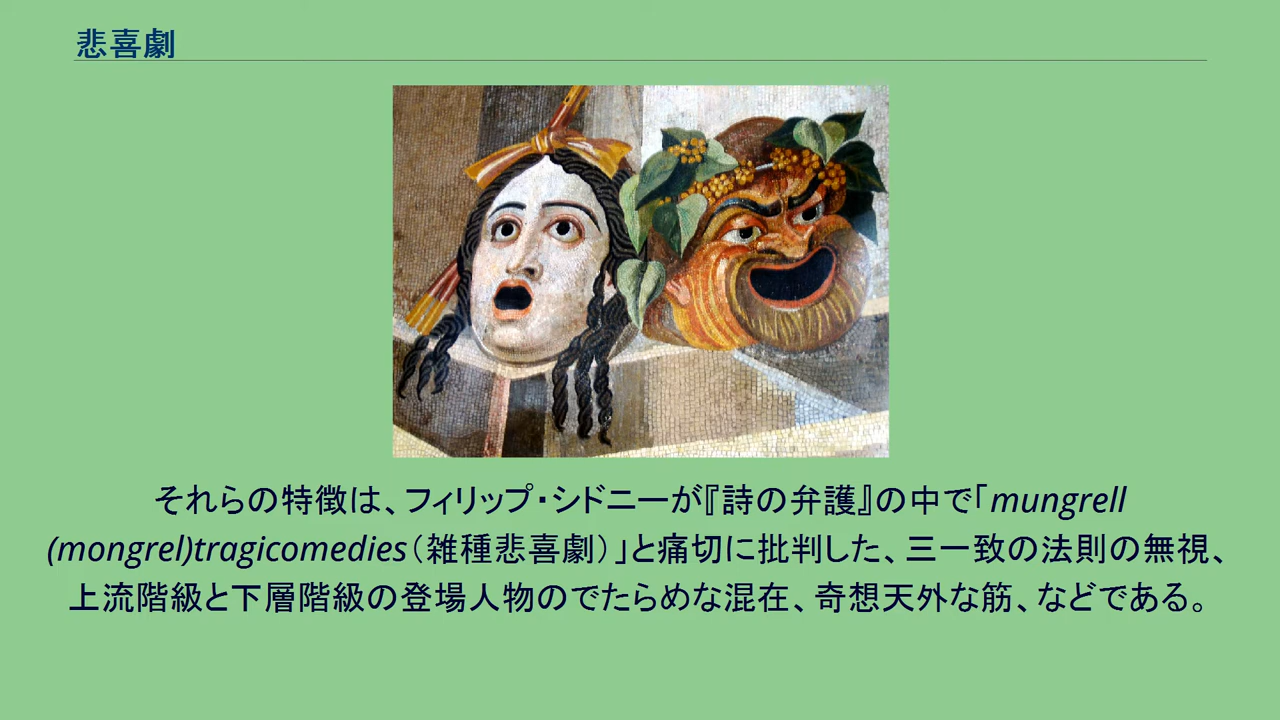 悲喜劇
それらの特徴は、フィリップ・シドニーが『詩の弁護』の中で「mungrell
(mongrel)tragicomedies（雑種悲喜劇）」と痛切に批判した、三一致の法則の無視、
上流階級と下層階級の登場人物のでたらめな混在、奇想天外な筋、などである。